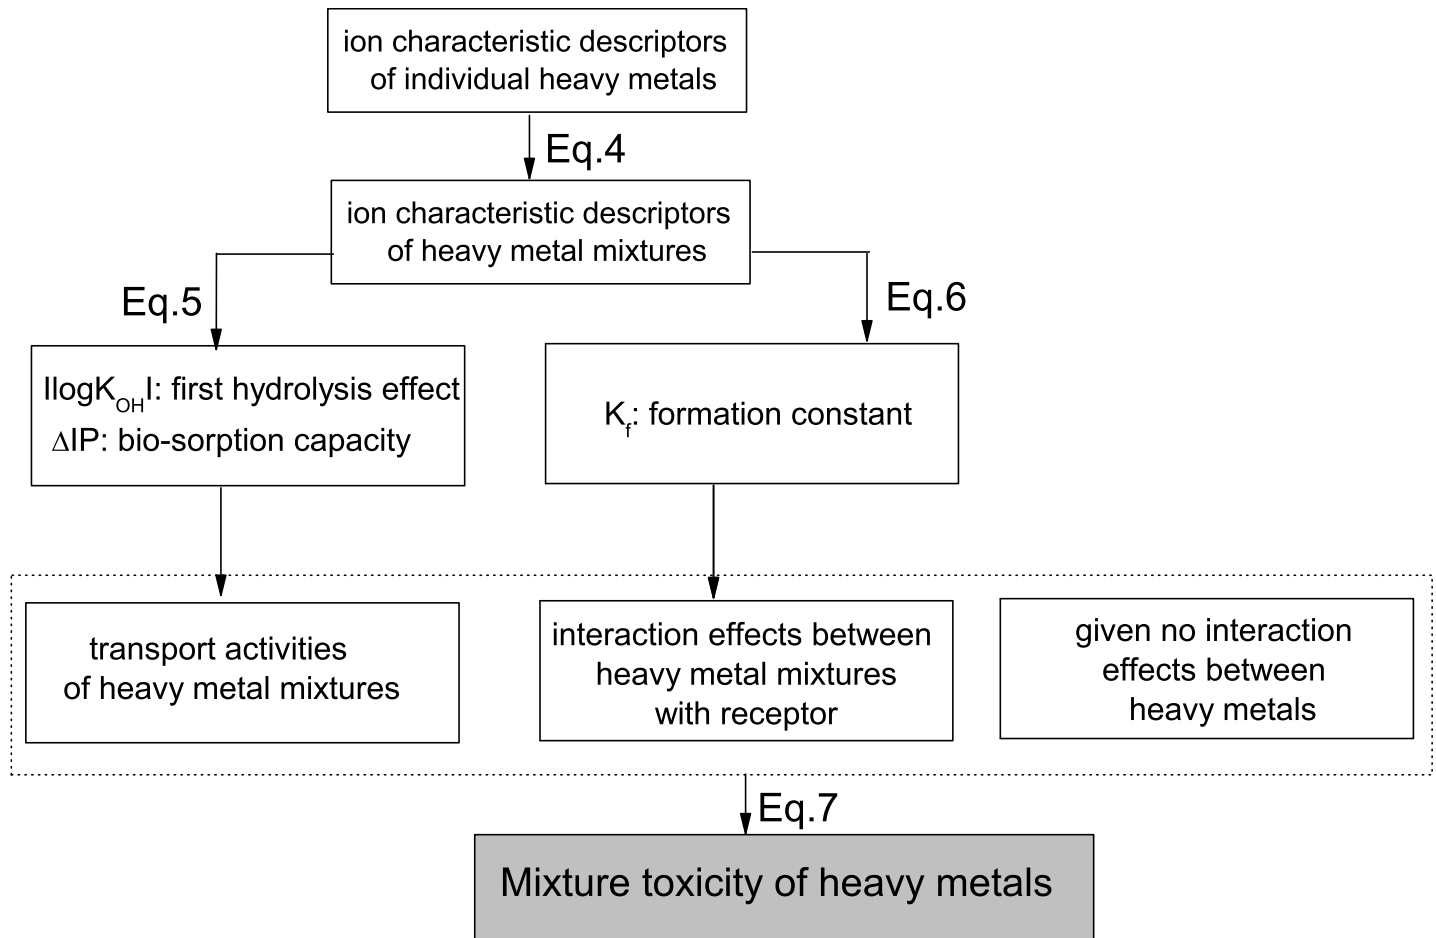 ion characteristic descriptors
of individual heavy metals
Eq.4
ion characteristic descriptors
of heavy metal mixtures
Eq.5
Eq.6
IlogK_OH I: first hydrolysis effect
ΔIP: bio-sorption capacity
K_f: formation constant
transport activities
of heavy metal mixtures
interaction effects between
heavy metal mixtures
with receptor
given no interaction
effects between
heavy metals
Eq.7
Mixture toxicity of heavy metals